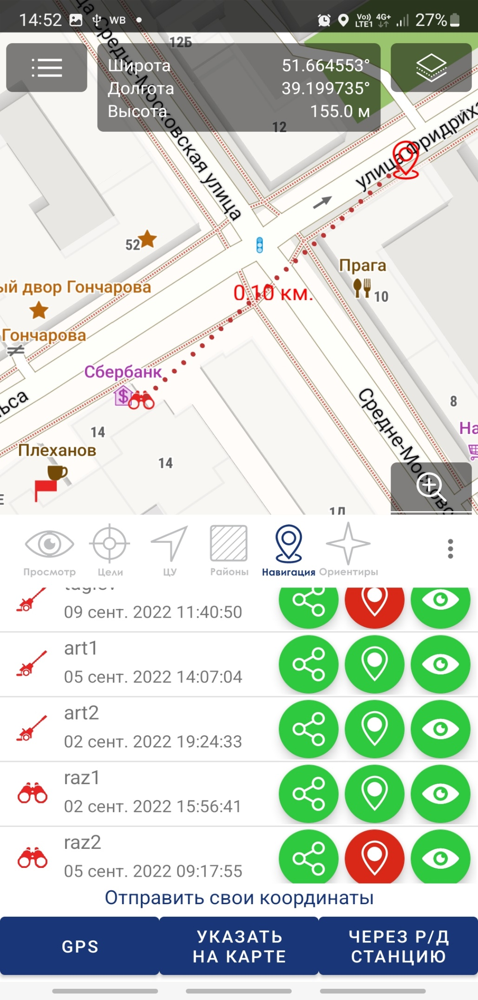 14:52 WB Vo)) LTE1 4G+ 27%
12Б
Широта 51.664553°
Долгота 39.199735°
Высота 155.0 м
12
Средне-Московская улица
улица Фридриха
52
Прага
10
ый двор Гончарова
0.10 км.
Гончарова
Сбербанк
ьса
Средне-Московс
8
На
14
Плеханов
14
1Л
Просмотр Цели ЦУ Районы Навигация Ориентиры
09 сент. 2022 11:40:50
art1
05 сент. 2022 14:07:04
art2
02 сент. 2022 19:24:33
raz1
02 сент. 2022 15:56:41
raz2
05 сент. 2022 09:17:55
Отправить свои координаты
GPS
УКАЗАТЬ
НА КАРТЕ
ЧЕРЕЗ Р/Д
СТАНЦИЮ